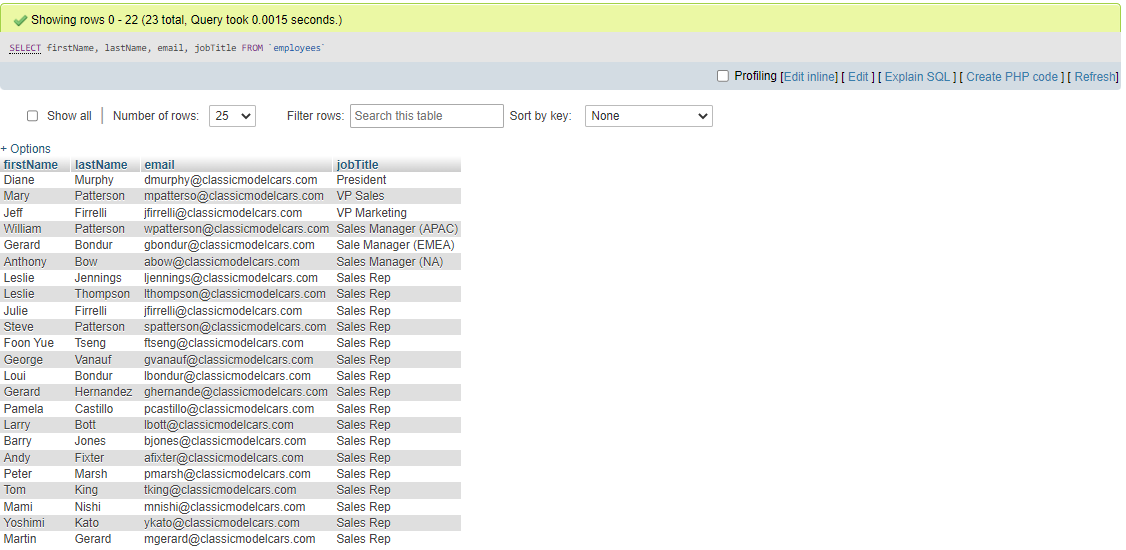 Showing rows 0 - 22 (23 total, Query took 0.0015 seconds.)
SELECT firstName, lastName, email, jobTitle FROM `employees`
Profiling [Edit inline] [ Edit ] [ Explain SQL ] [ Create PHP code ] [ Refresh]
Show all | Number of rows: 25 Filter rows: Search this table Sort by key: None
+ Options
firstName lastName email jobTitle
Diane Murphy dmurphy@classicmodelcars.com President
Mary Patterson mpatterso@classicmodelcars.com VP Sales
Jeff Firrelli jfirrelli@classicmodelcars.com VP Marketing
William Patterson wpatterson@classicmodelcars.com Sales Manager (APAC)
Gerard Bondur gbondur@classicmodelcars.com Sale Manager (EMEA)
Anthony Bow abow@classicmodelcars.com Sales Manager (NA)
Leslie Jennings ljennings@classicmodelcars.com Sales Rep
Leslie Thompson lthompson@classicmodelcars.com Sales Rep
Julie Firrelli jfirrelli@classicmodelcars.com Sales Rep
Steve Patterson spatterson@classicmodelcars.com Sales Rep
Foon Yue Tseng ftseng@classicmodelcars.com Sales Rep
George Vanauf gvanauf@classicmodelcars.com Sales Rep
Loui Bondur lbondur@classicmodelcars.com Sales Rep
Gerard Hernandez ghernande@classicmodelcars.com Sales Rep
Pamela Castillo pcastillo@classicmodelcars.com Sales Rep
Larry Bott lbott@classicmodelcars.com Sales Rep
Barry Jones bjones@classicmodelcars.com Sales Rep
Andy Fixter afixter@classicmodelcars.com Sales Rep
Peter Marsh pmarsh@classicmodelcars.com Sales Rep
Tom King tking@classicmodelcars.com Sales Rep
Mami Nishi mnishi@classicmodelcars.com Sales Rep
Yoshimi Kato ykato@classicmodelcars.com Sales Rep
Martin Gerard mgerard@classicmodelcars.com Sales Rep